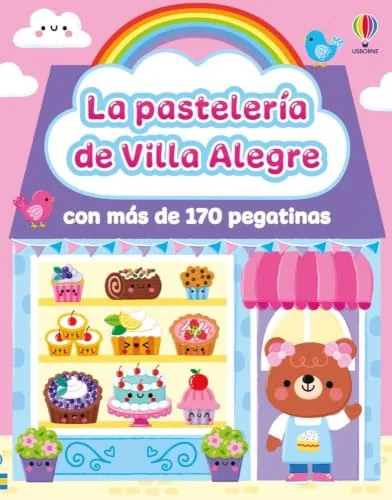 USBORNE
La pastelería
de Villa Alegre
con más de 170 pegatinas